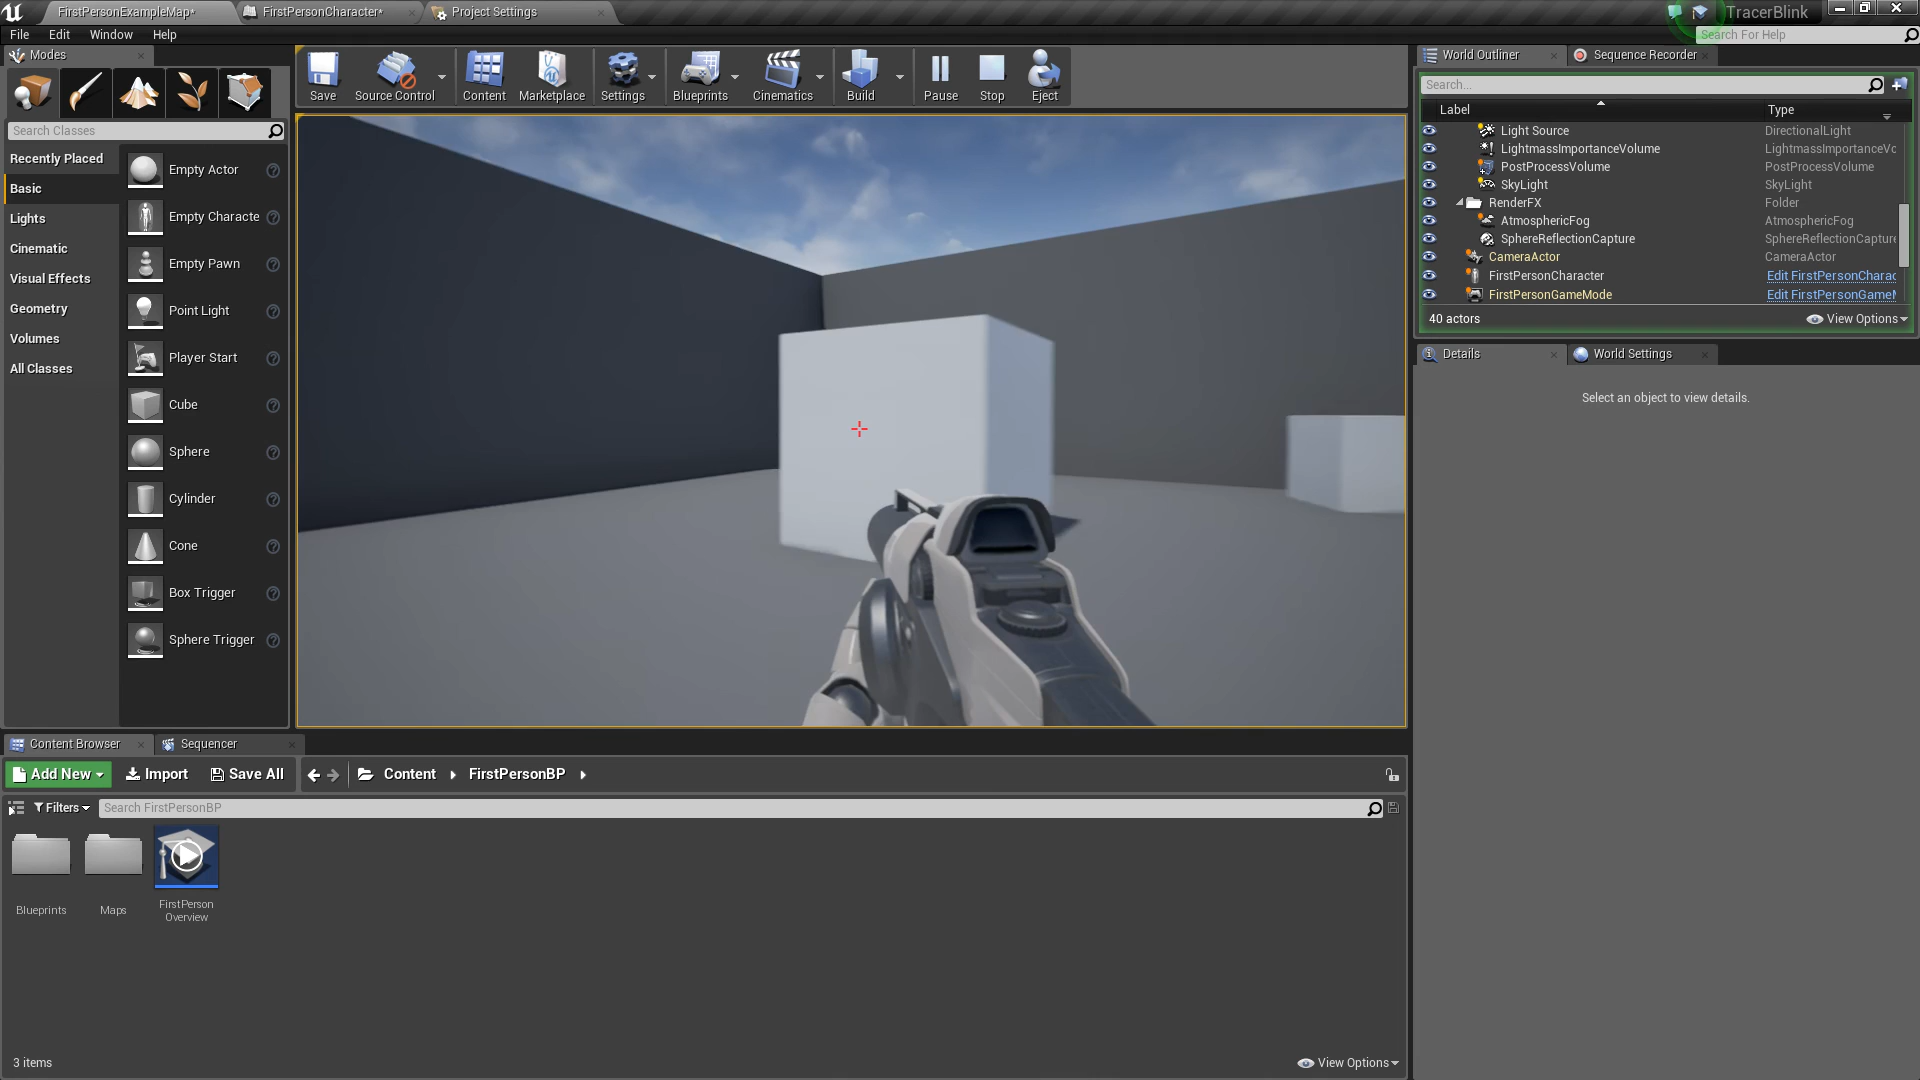 FirstPersonExampleMap*
FirstPersonCharacter*
Project Settings
TracerBlink
File Edit Window Help
Search For Help
Modes
Save
Source Control
Content
Marketplace
Settings
Blueprints
Cinematics
Build
Pause
Stop
Eject
Search Classes
Recently Placed
Basic
Lights
Cinematic
Visual Effects
Geometry
Volumes
All Classes
Empty Actor
Empty Characte
Empty Pawn
Point Light
Player Start
Cube
Sphere
Cylinder
Cone
Box Trigger
Sphere Trigger
World Outliner
Sequence Recorder
Search...
Label Type
Light Source DirectionalLight
LightmassImportanceVolume LightmassImportanceVo
PostProcessVolume PostProcessVolume
SkyLight SkyLight
RenderFX Folder
AtmosphericFog AtmosphericFog
SphereReflectionCapture SphereReflectionCapture
CameraActor CameraActor
FirstPersonCharacter Edit FirstPersonCharac
FirstPersonGameMode Edit FirstPersonGameM
40 actors
View Options
Details
World Settings
Select an object to view details.
Content Browser
Sequencer
Add New
Import
Save All
Content
FirstPersonBP
Filters
Search FirstPersonBP
Blueprints
Maps
FirstPerson
Overview
3 items
View Options